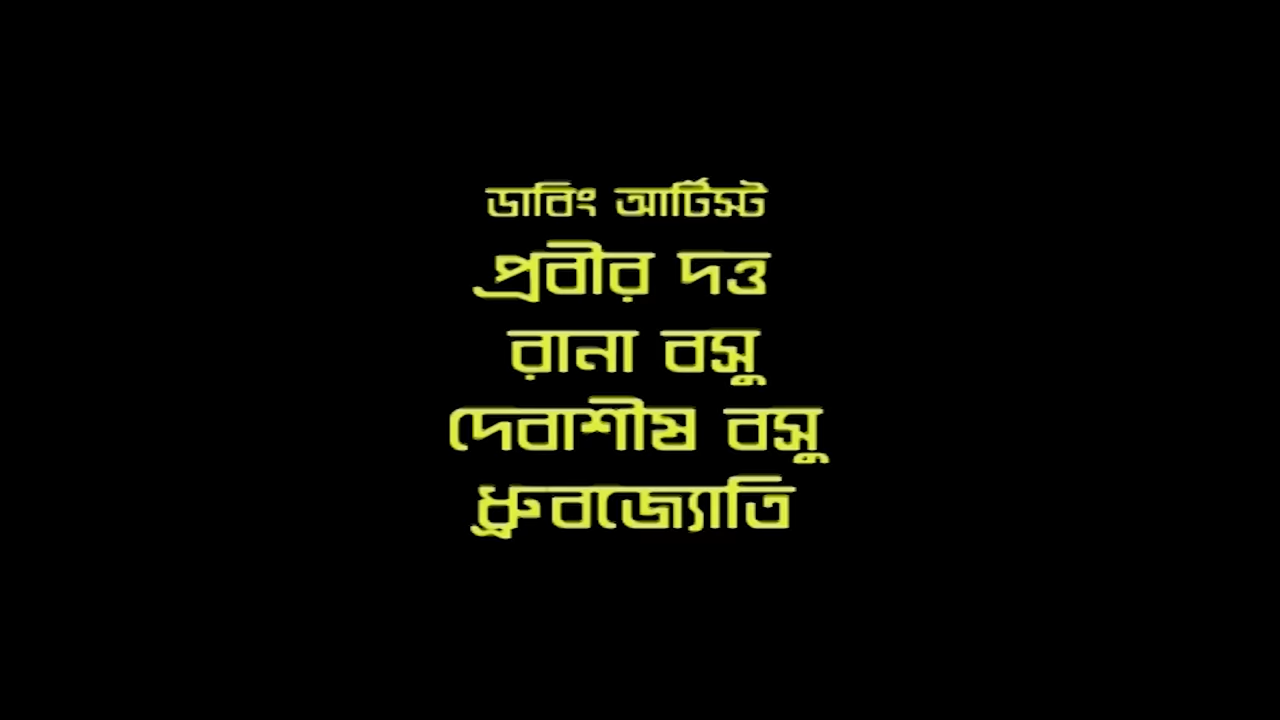 ডাবিং আর্টিস্ট
প্রবীর দত্ত
রানা বসু
দেবাশীষ বসু
ধ্রুবজ্যোতি